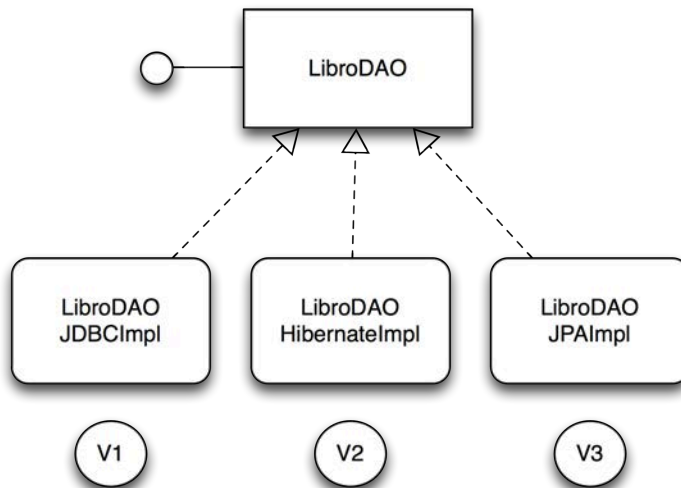 LibroDAO
LibroDAO
JDBCImpl
LibroDAO
HibernateImpl
LibroDAO
JPAImpl
V1
V2
V3